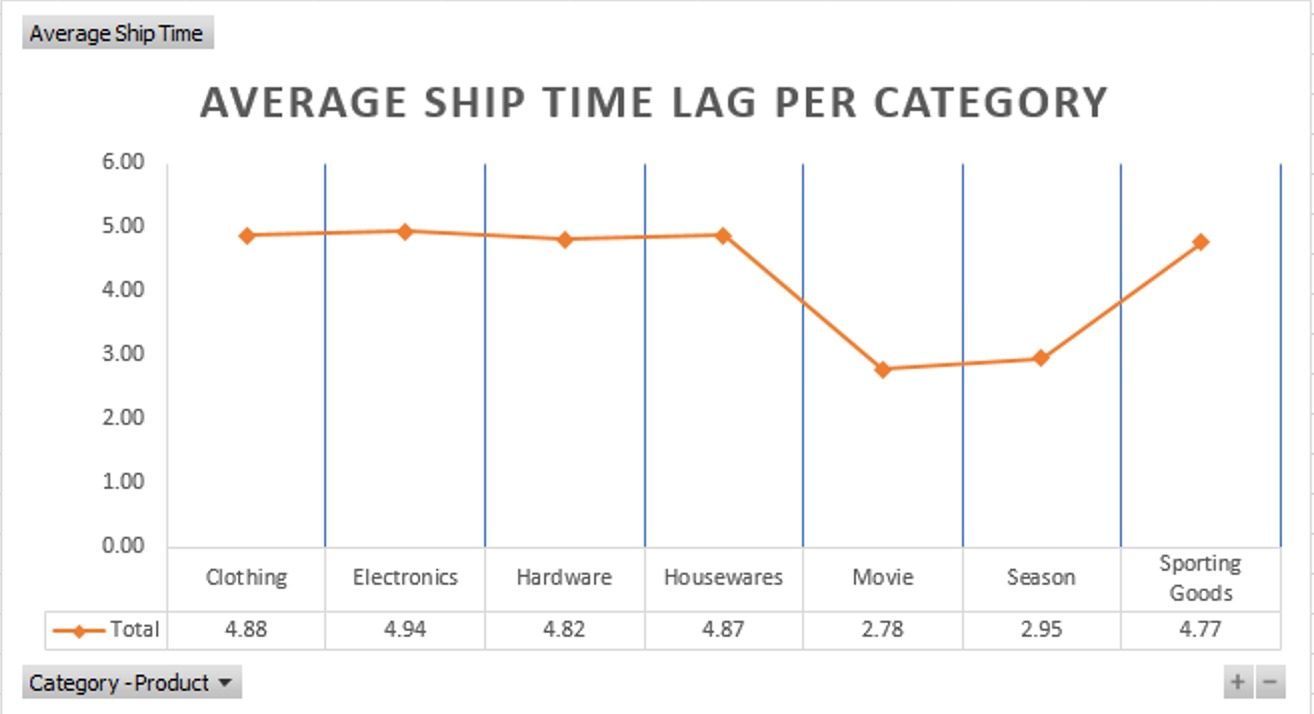 Average Ship Time
AVERAGE SHIP TIME LAG PER CATEGORY
6.00
5.00
4.00
3.00
2.00
1.00
0.00
Clothing Electronics Hardware Housewares Movie Season Sporting
Goods
Total 4.88 4.94 4.82 4.87 2.78 2.95 4.77
Category - Product
+ −